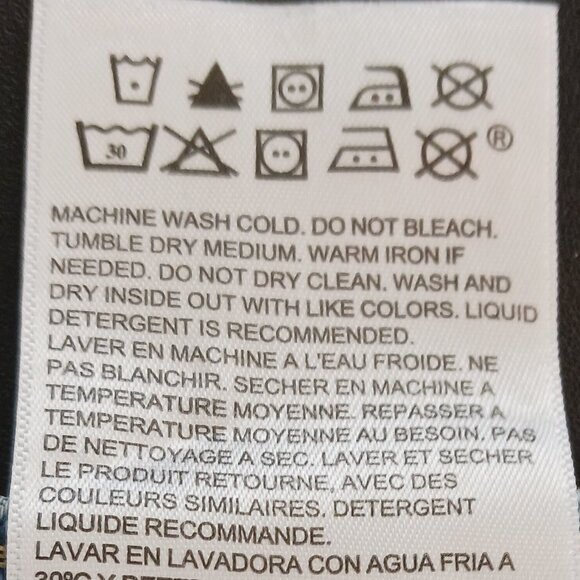 30
®
MACHINE WASH COLD. DO NOT BLEACH.
TUMBLE DRY MEDIUM. WARM IRON IF
NEEDED. DO NOT DRY CLEAN. WASH AND
DRY INSIDE OUT WITH LIKE COLORS. LIQUID
DETERGENT IS RECOMMENDED.
LAVER EN MACHINE A L'EAU FROIDE. NE
PAS BLANCHIR. SECHER EN MACHINE A
TEMPERATURE MOYENNE. REPASSER A
TEMPERATURE MOYENNE AU BESOIN. PAS
DE NETTOYAGE A SEC. LAVER ET SECHER
LE PRODUIT RETOURNE, AVEC DES
COULEURS SIMILAIRES. DETERGENT
LIQUIDE RECOMMANDE.
LAVAR EN LAVADORA CON AGUA FRIA A
30ºC Y